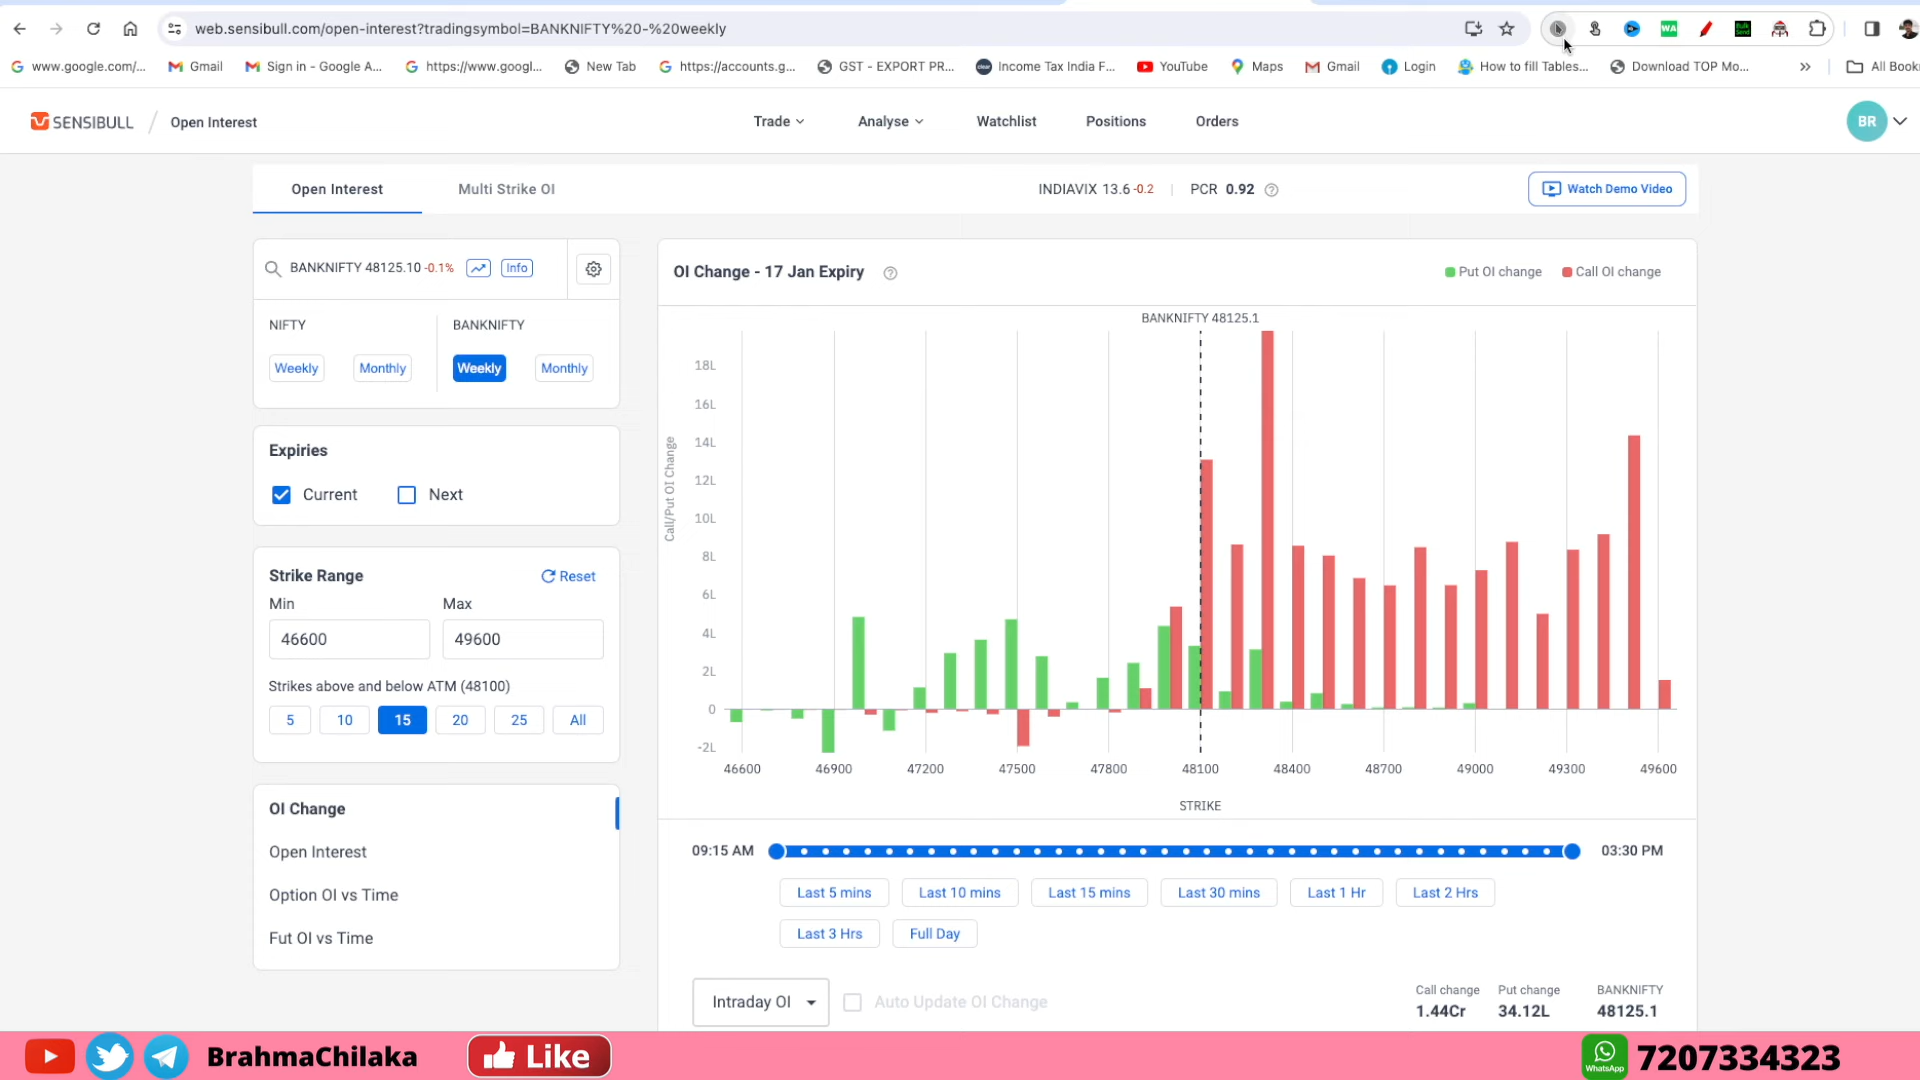 web.sensibull.com/open-interest?tradingsymbol=BANKNIFTY%20-%20weekly
www.google.com/...
Gmail
Sign in - Google A...
https://www.googl...
New Tab
https://accounts.g...
GST - EXPORT PR...
Income Tax India F...
YouTube
Maps
Gmail
Login
How to fill Tables...
Download TOP Mo...
All Book
SENSIBULL / Open Interest
Trade
Analyse
Watchlist
Positions
Orders
BR
Open Interest
Multi Strike OI
INDIAVIX 13.6 -0.2
PCR 0.92
Watch Demo Video
BANKNIFTY 48125.10 -0.1%
Info
NIFTY
BANKNIFTY
Weekly
Monthly
Weekly
Monthly
Expiries
Current
Next
Strike Range
Reset
Min
Max
46600
49600
Strikes above and below ATM (48100)
5
10
15
20
25
All
OI Change
Open Interest
Option OI vs Time
Fut OI vs Time
OI Change - 17 Jan Expiry
Put OI change
Call OI change
BANKNIFTY 48125.1
Call/Put OI Change
18L
16L
14L
12L
10L
8L
6L
4L
2L
0
-2L
46600
46900
47200
47500
47800
48100
48400
48700
49000
49300
49600
STRIKE
09:15 AM
03:30 PM
Last 5 mins
Last 10 mins
Last 15 mins
Last 30 mins
Last 1 Hr
Last 2 Hrs
Last 3 Hrs
Full Day
Intraday OI
Auto Update OI Change
Call change
Put change
BANKNIFTY
1.44Cr
34.12L
48125.1
BrahmaChilaka
Like
WhatsApp
7207334323